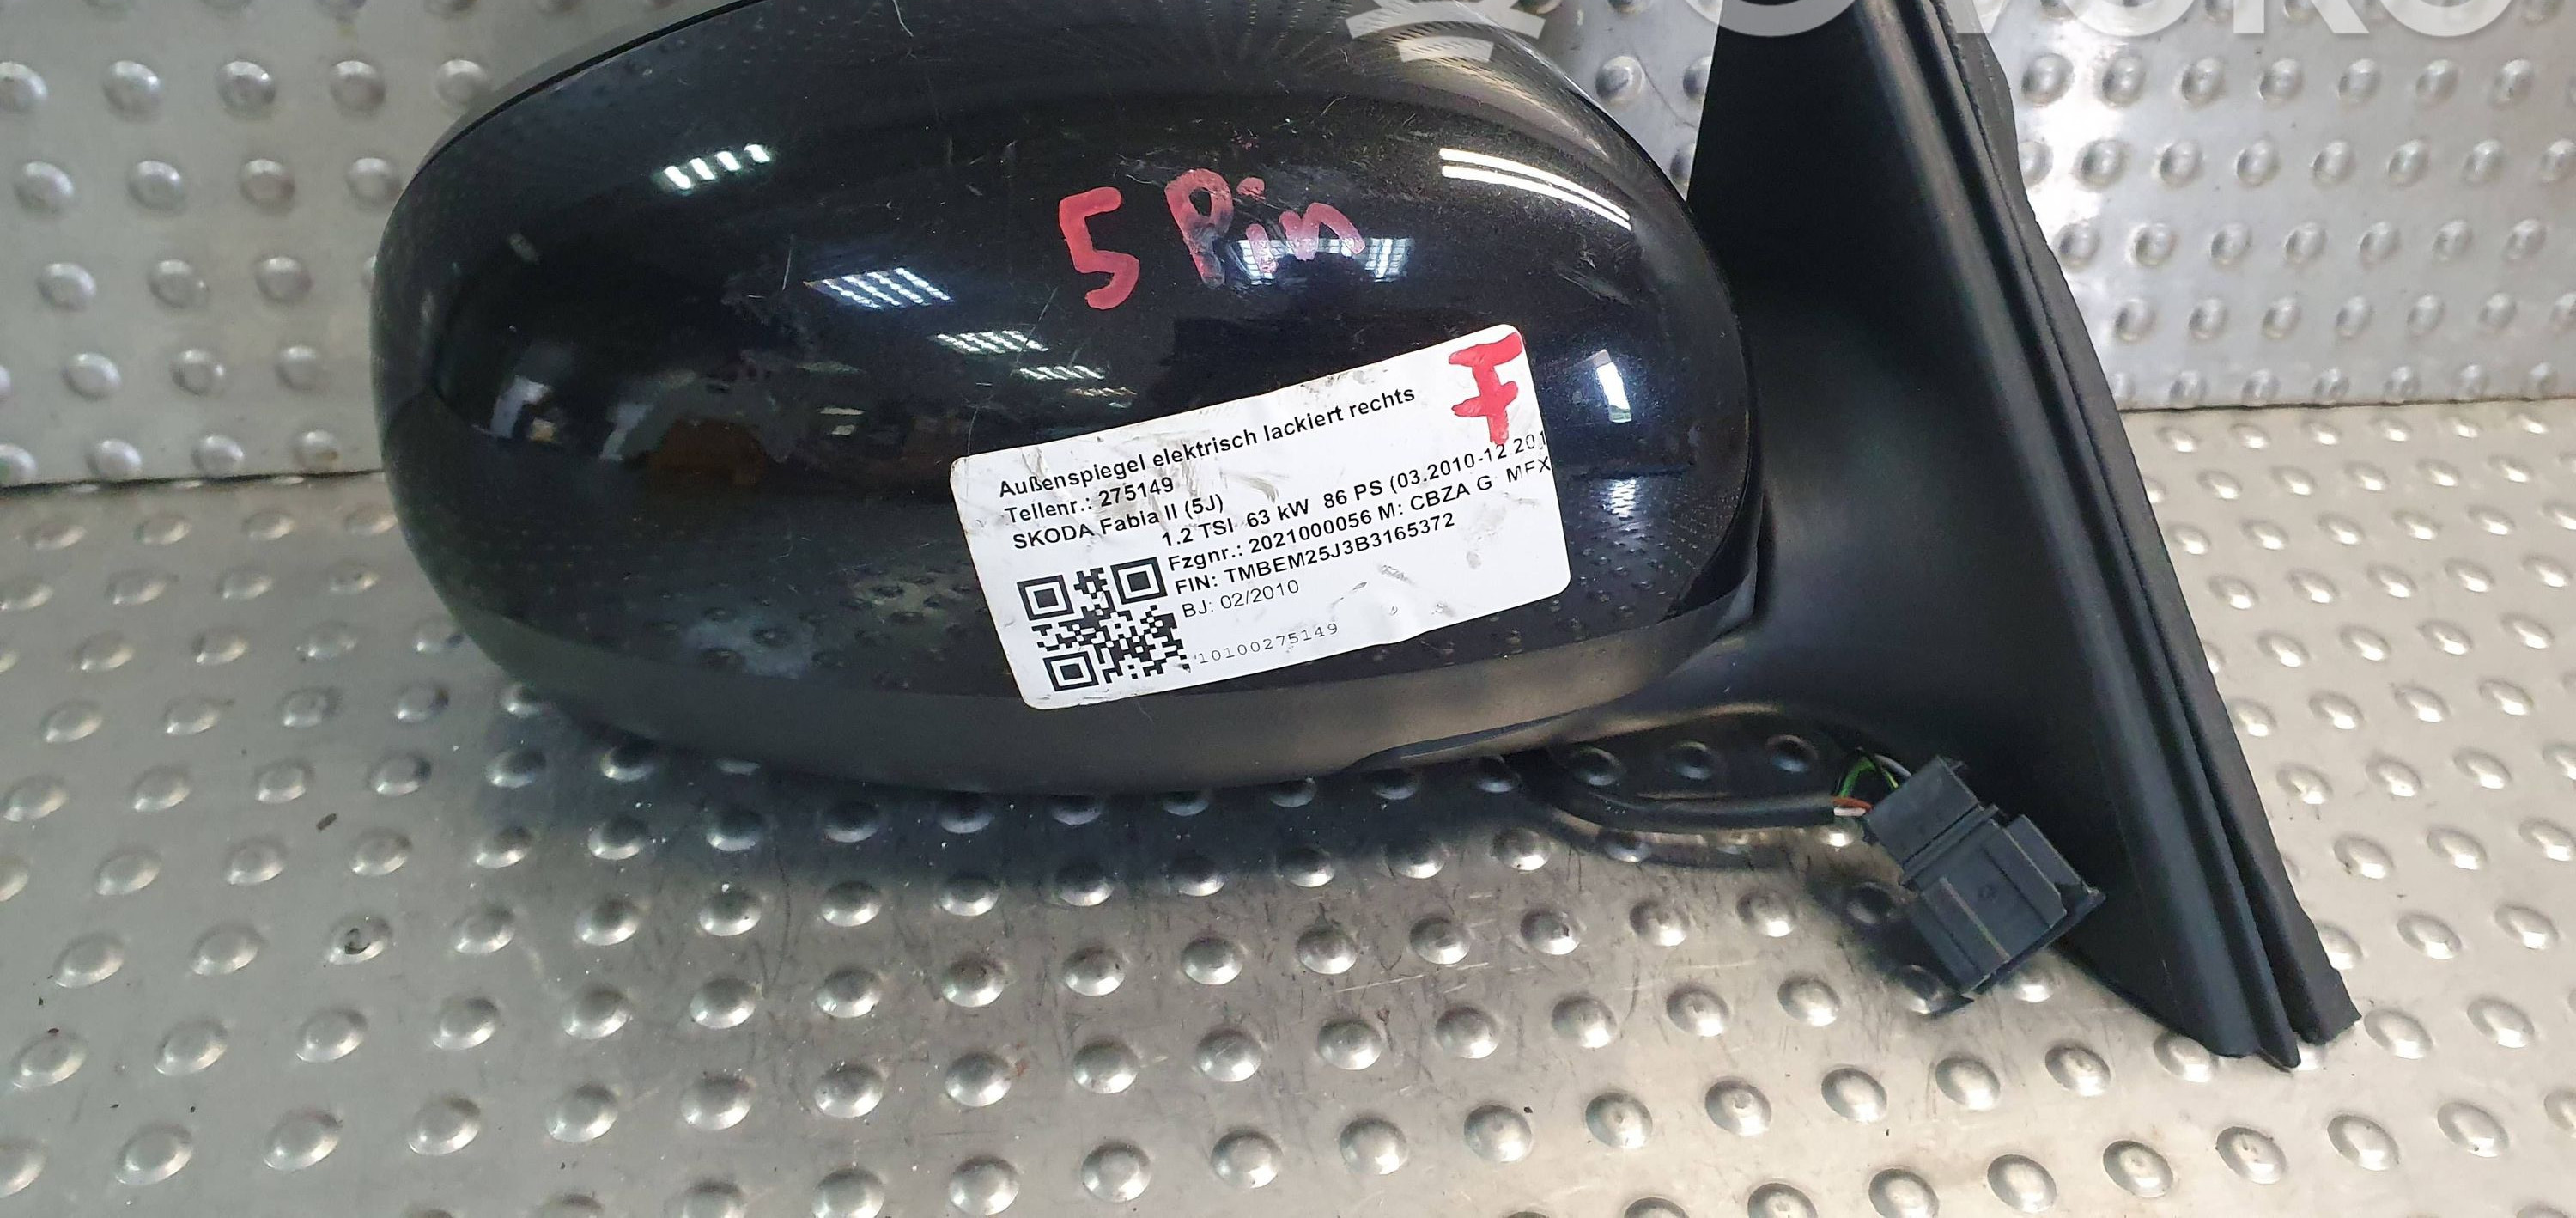 5 Pin
F
Außenspiegel elektrisch lackiert rechts
Teilenr.: 275149
SKODA Fabia II (5J)
1.2 TSI 63 kW 86 PS (03.2010-12 201
Fzgnr.: 2021000056 M: CBZA G MFX
FIN: TMBEM25J3B3165372
BJ: 02/2010
10100275149